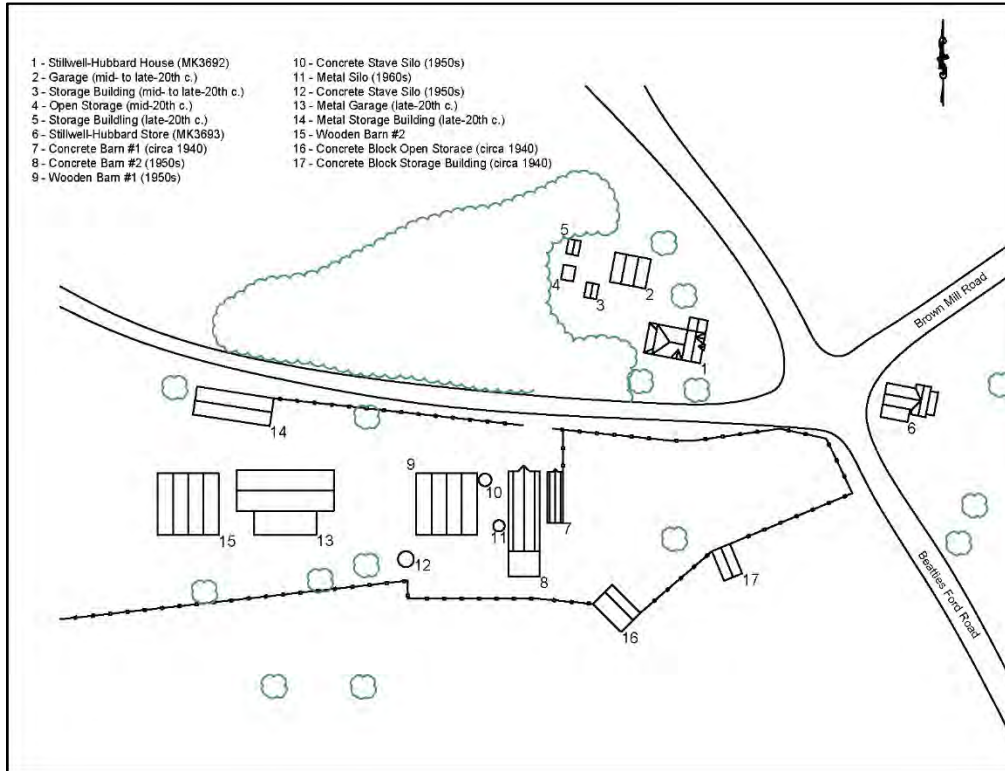 1 - Stillwell-Hubbard House (MK3692)
2 - Garage (mid- to late-20th c.)
3 - Storage Building (mid- to late-20th c.)
4 - Open Storage (mid-20th c.)
5 - Storage Buillding (late-20th c.)
6 - Stillwell-Hubbard Store (MK3693)
7 - Concrete Barn #1 (circa 1940)
8 - Concrete Barn #2 (1950s)
9 - Wooden Barn #1 (1950s)
10 - Concrete Stave Silo (1950s)
11 - Metal Silo (1960s)
12 - Concrete Stave Silo (1950s)
13 - Metal Garage (late-20th c.)
14 - Metal Storage Building (late-20th c.)
15 - Wooden Barn #2
16 - Concrete Block Open Storage (circa 1940)
17 - Concrete Block Storage Building (circa 1940)
5
4
3
2
1
Brown Mill Road
6
14
9
10
11
7
15
13
12
8
17
16
Beatties Ford Road